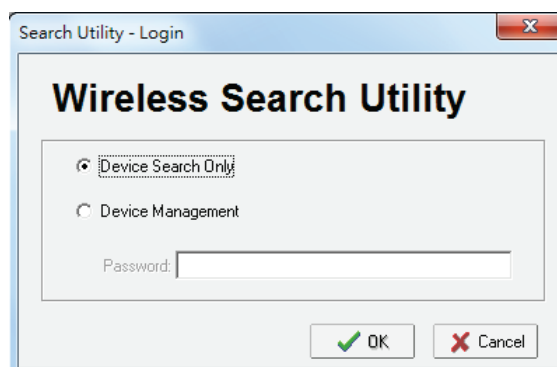 Search Utility - Login
Wireless Search Utility
Device Search Only
Device Management
Password:
OK
Cancel